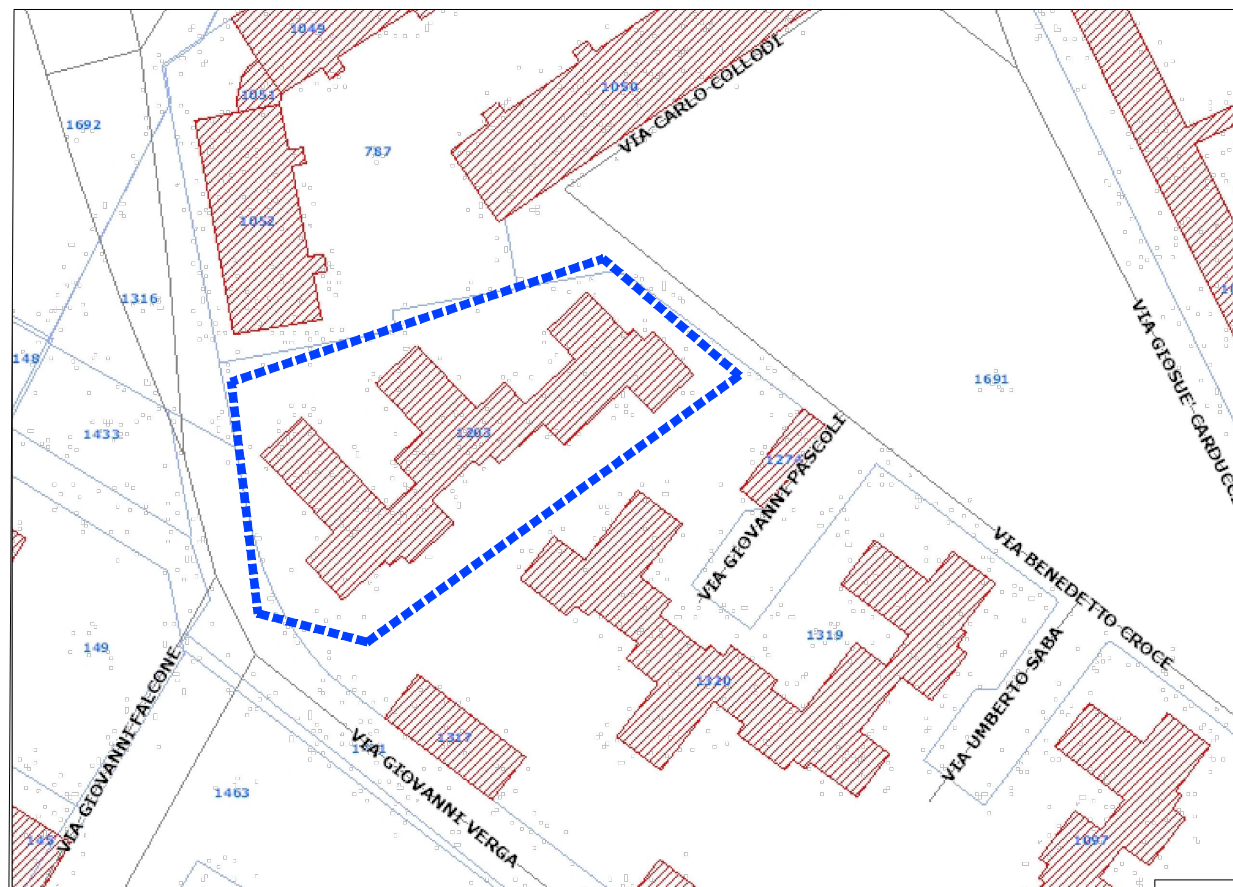 1049
1051
1050
VIA CARLO COLLODI
1692
787
1052
1316
VIA GIOSUE' CARDUCCI
148
1691
1433
1203
VIA GIOVANNI PASCOLI
VIA BENEDETTO CROCE
149
1319
VIA GIOVANNI FALCONE
VIA UMBERTO SABA
1320
1317
VIA GIOVANNI VERGA
1463
1097